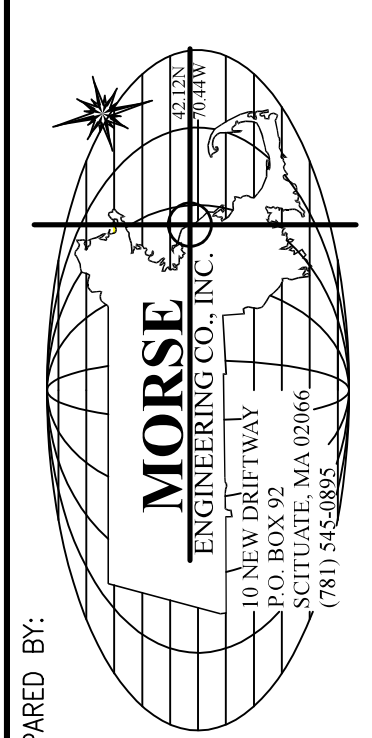 PARED BY:
42.12N
70.44W
MORSE
ENGINEERING CO., INC.
10 NEW DRIFTWAY
P.O. BOX 92
SCITUATE, MA 02066
(781) 545-0895